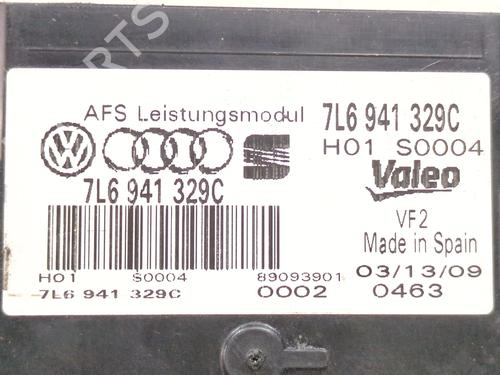 PARTS
AFS Leistungsmodul
7L6 941 329C
H01 S0004
7L6 941 329C
Valeo
VF2
Made in Spain
H01 S0004 89093901
03/13/09
7L6 941 329C 0002 0463